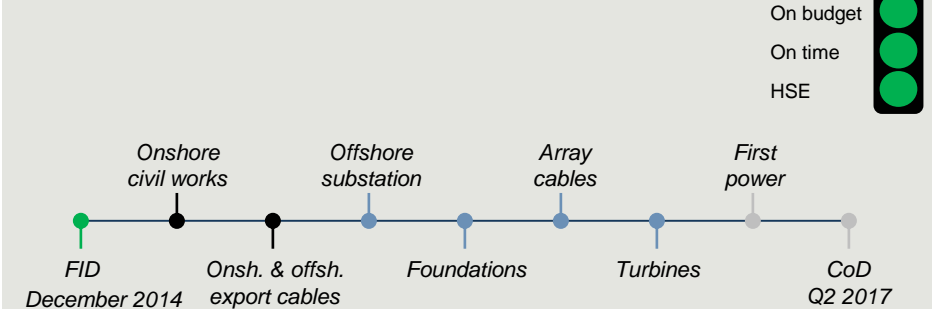 On budget
On time
HSE
Onshore
civil works
Offshore
substation
Array
cables
First
power
FID
December 2014
Onsh. & offsh.
export cables
Foundations
Turbines
CoD
Q2 2017